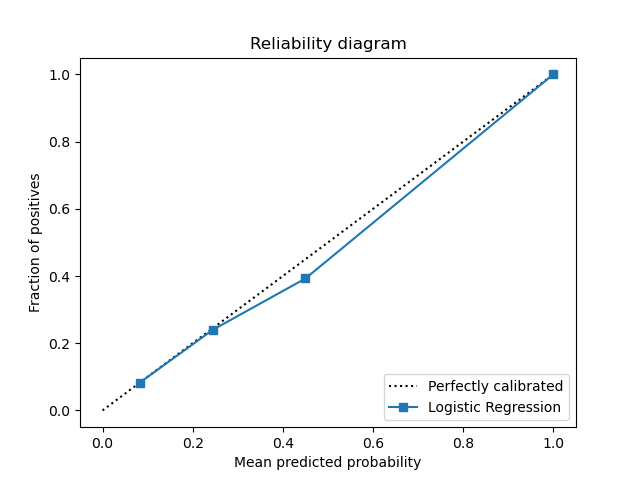 Reliability diagram
1.0
0.8
0.6
0.4
0.2
0.0
Fraction of positives
Perfectly calibrated
Logistic Regression
0.0 0.2 0.4 0.6 0.8 1.0
Mean predicted probability